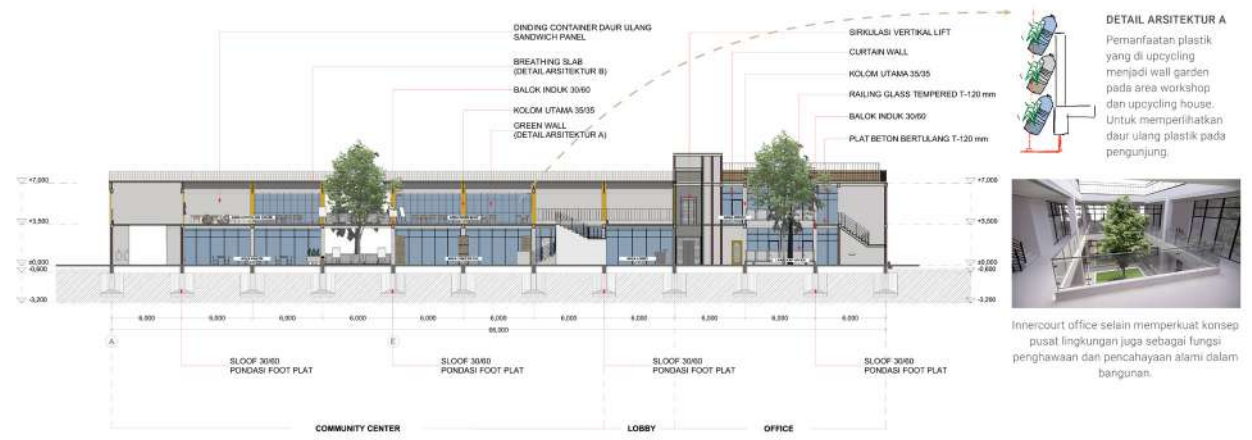 DINDING CONTAINER DAUR ULANG
SANDWICH PANEL
BREATHING SLAB
(DETAIL ARSITEKTUR B)
BALOK INDUK 30/60
KOLOM UTAMA 35/35
GREEN WALL
(DETAIL ARSITEKTUR A)
SIRKULASI VERTIKAL LIFT
CURTAIN WALL
KOLOM UTAMA 35/35
RAILING GLASS TEMPERED T-120 mm
BALOK INDUK 30/60
PLAT BETON BERTULANG T-120 mm
DETAIL ARSITEKTUR A
Pemanfaatan plastik
yang di upcycling
menjadi wall garden
pada area workshop
dan upcycling house.
Untuk memperlihatkan
daur ulang plastik pada
pengunjung.
+7,000
+3,500
±0,000
-0,600
-3,200
+7,000
+3,500
±0,000
-0,600
-3,200
6,000 6,000 6,000 6,000 6,000 6,000 6,000 6,000 6,000 6,000
A
E
SLOOF 30/60
PONDASI FOOT PLAT
SLOOF 30/60
PONDASI FOOT PLAT
SLOOF 30/60
PONDASI FOOT PLAT
SLOOF 30/60
PONDASI FOOT PLAT
COMMUNITY CENTER
LOBBY
OFFICE
Innercourt office selain memperkuat konsep
pusat lingkungan juga sebagai fungsi
penghawaan dan pencahayaan alami dalam
bangunan.